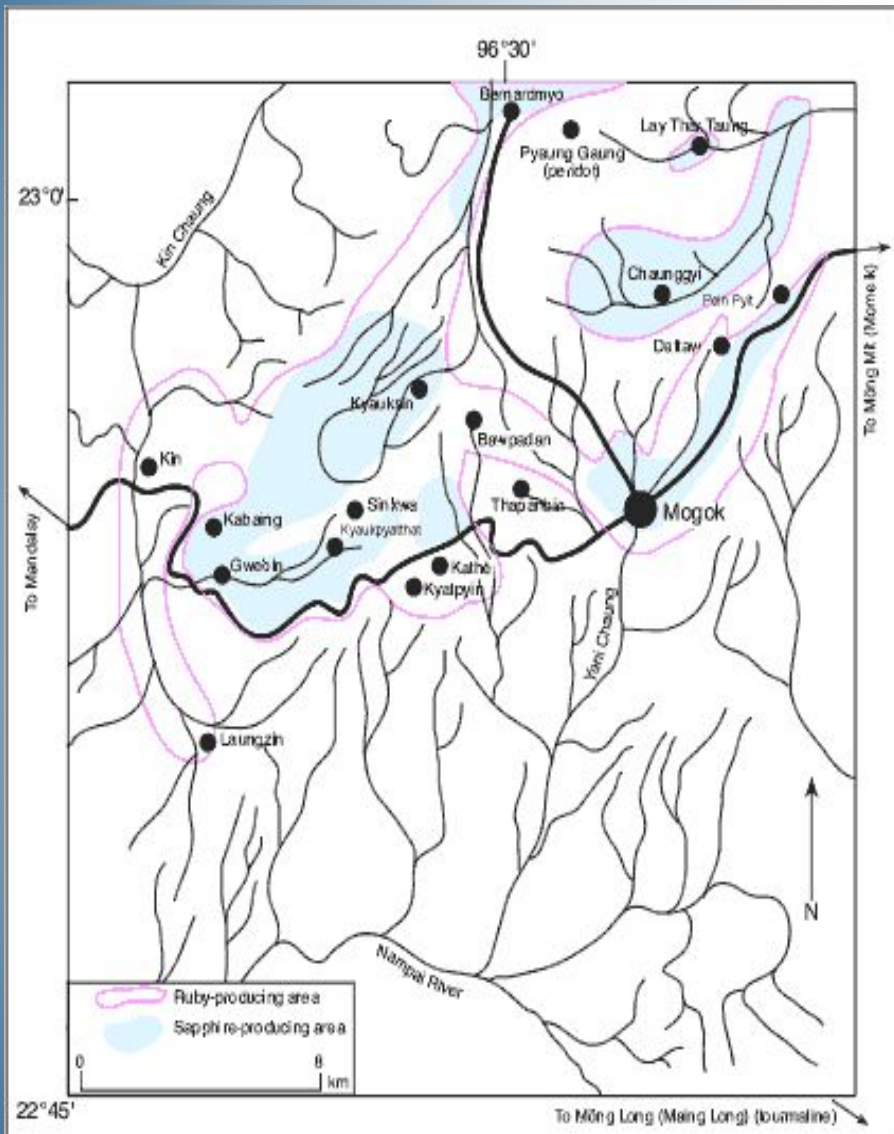 96°30'
Bernardmyo
Lay Thar Taung
Pyaung Gaung
(peridot)
23°0'
Kin Chaung
Chaunggyi
Pein Pyit
To Möng Mit (Momeik)
Dattaw
Kyauksin
Bawpadan
Kin
Thapanbin
Sinkwa
Mogok
Kabaing
Kyaukpyatthat
To Mandalay
Kathe
Gwebin
Kyatpyin
Yeni Chaung
Laungzin
N
Nampai River
Ruby-producing area
Sapphire-producing area
0 8
km
22°45'
To Möng Long (Maing Long) (tourmaline)